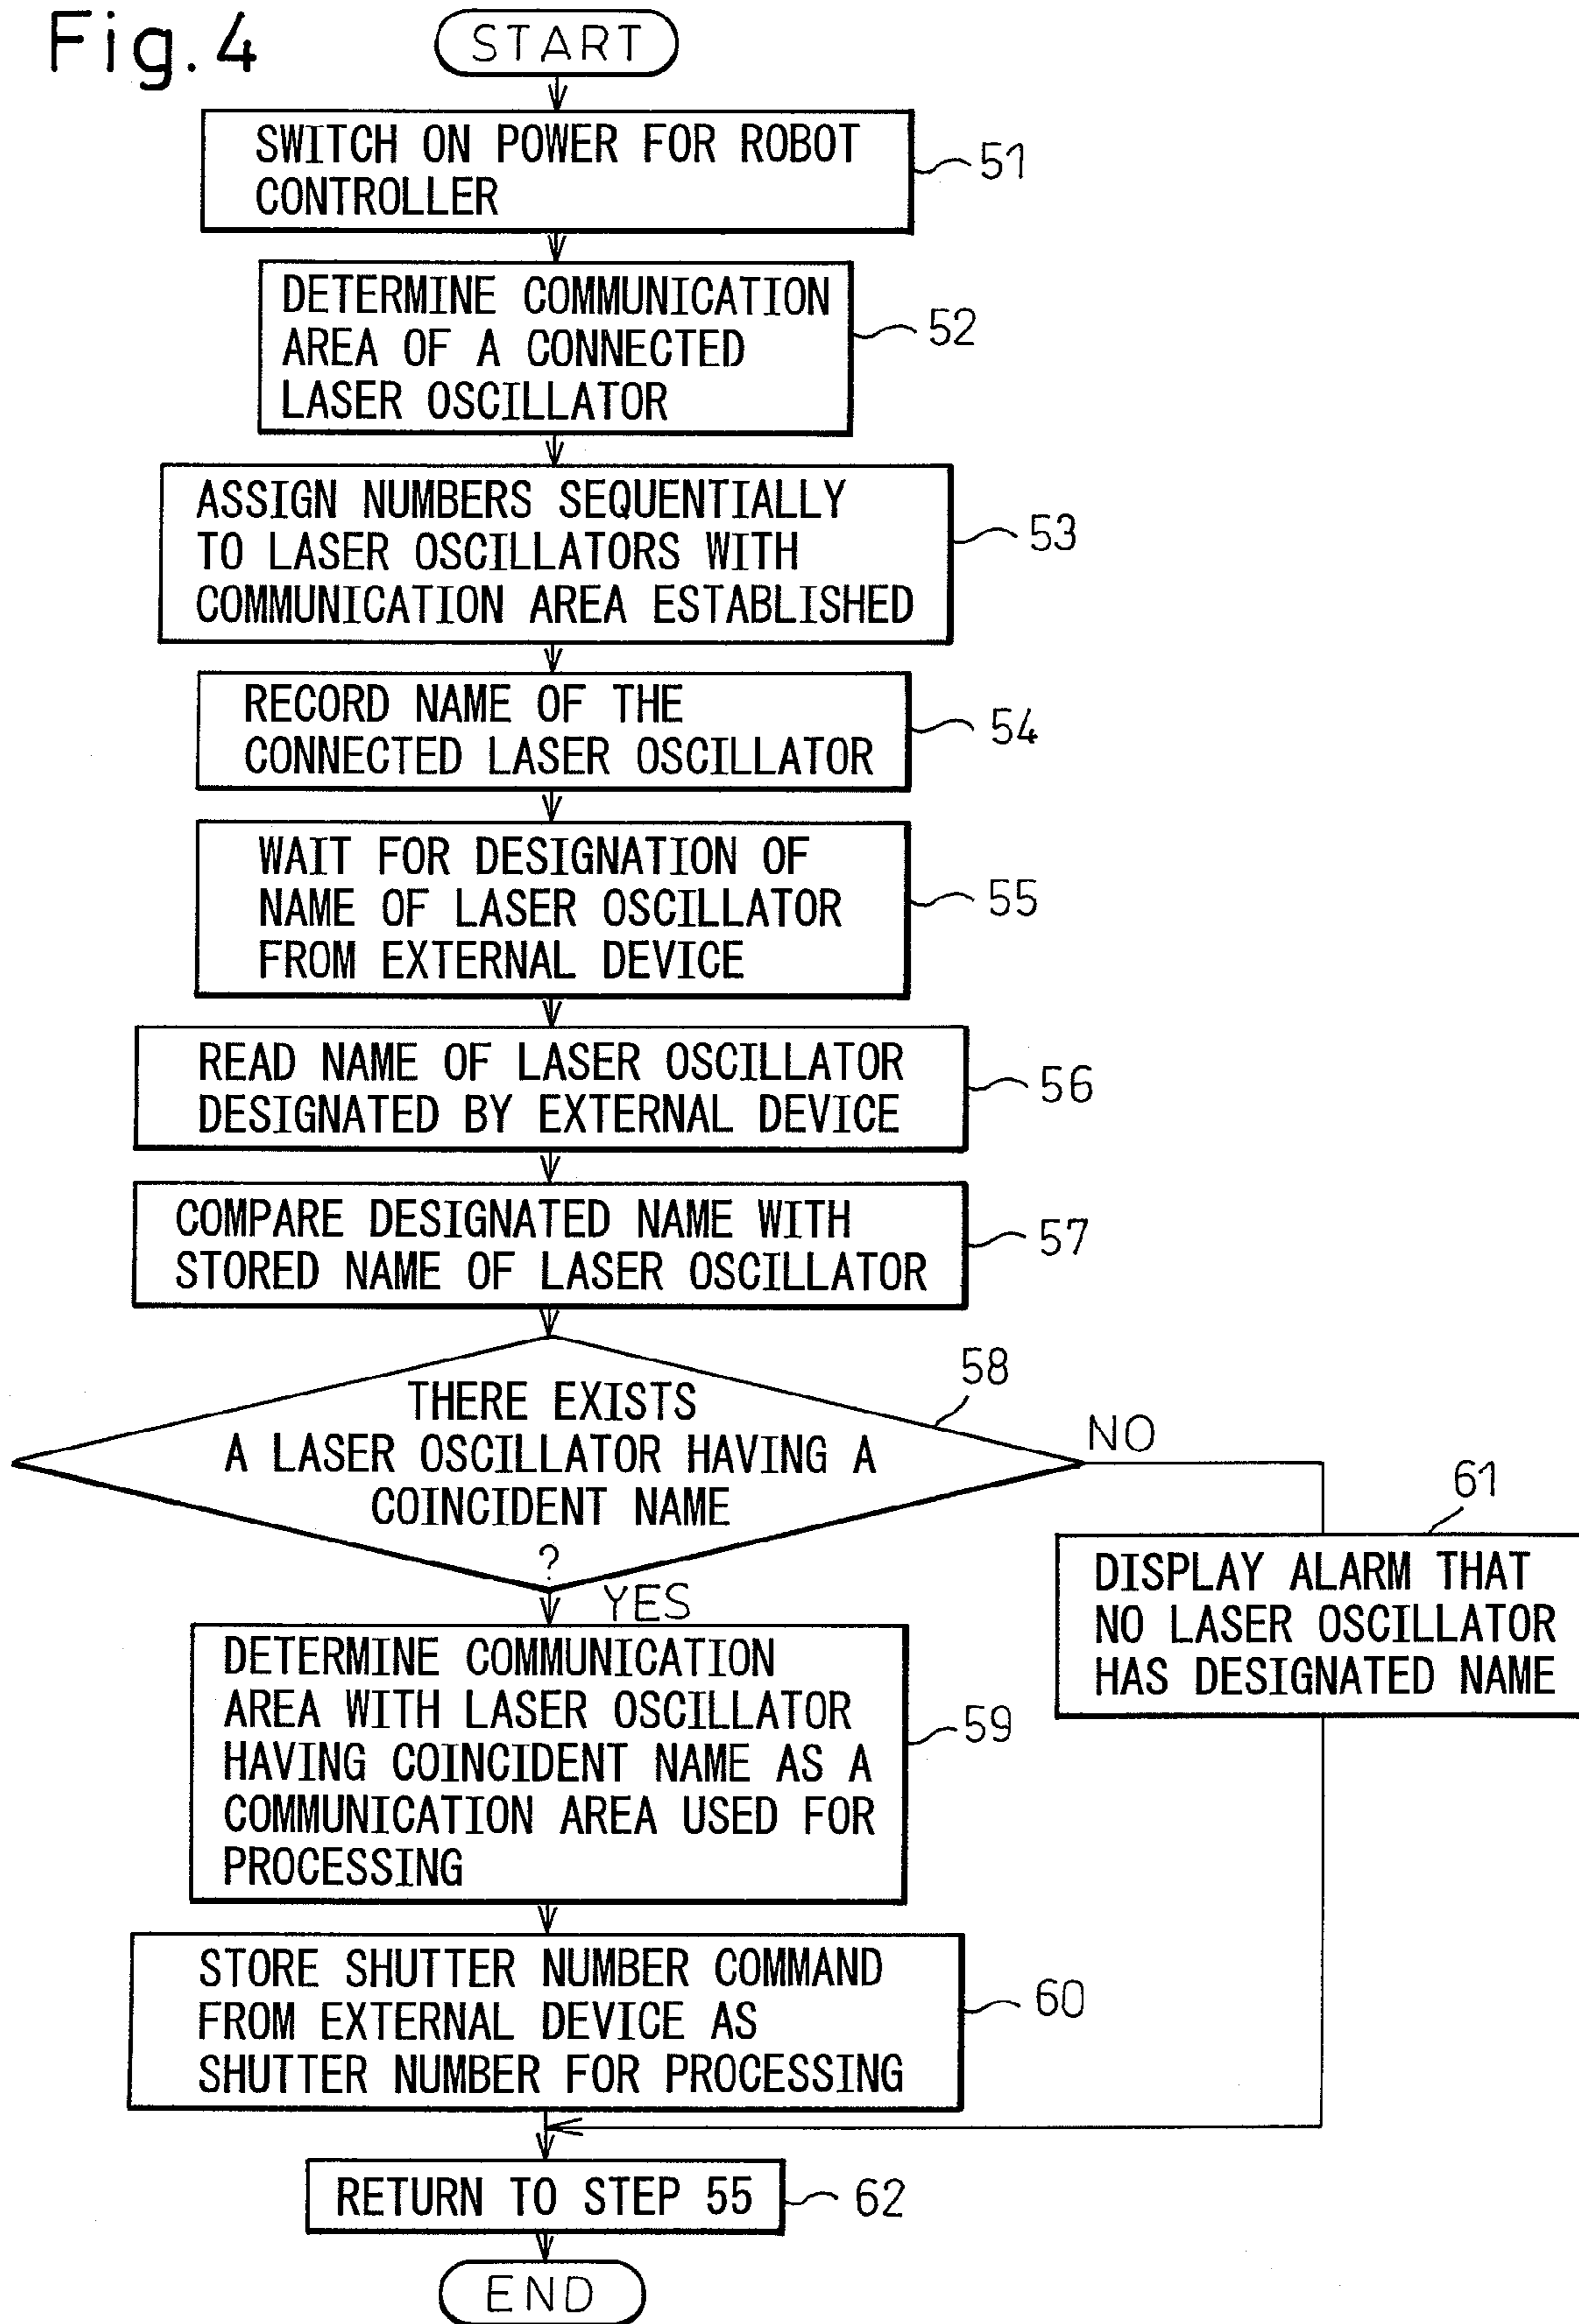 Fig. 4
START
SWITCH ON POWER FOR ROBOT
CONTROLLER
51
DETERMINE COMMUNICATION
AREA OF A CONNECTED
LASER OSCILLATOR
52
ASSIGN NUMBERS SEQUENTIALLY
TO LASER OSCILLATORS WITH
COMMUNICATION AREA ESTABLISHED
53
RECORD NAME OF THE
CONNECTED LASER OSCILLATOR
54
WAIT FOR DESIGNATION OF
NAME OF LASER OSCILLATOR
FROM EXTERNAL DEVICE
55
READ NAME OF LASER OSCILLATOR
DESIGNATED BY EXTERNAL DEVICE
56
COMPARE DESIGNATED NAME WITH
STORED NAME OF LASER OSCILLATOR
57
THERE EXISTS
A LASER OSCILLATOR HAVING A
COINCIDENT NAME
?
58
NO
YES
61
DISPLAY ALARM THAT
NO LASER OSCILLATOR
HAS DESIGNATED NAME
DETERMINE COMMUNICATION
AREA WITH LASER OSCILLATOR
HAVING COINCIDENT NAME AS A
COMMUNICATION AREA USED FOR
PROCESSING
59
STORE SHUTTER NUMBER COMMAND
FROM EXTERNAL DEVICE AS
SHUTTER NUMBER FOR PROCESSING
60
RETURN TO STEP 55
62
END